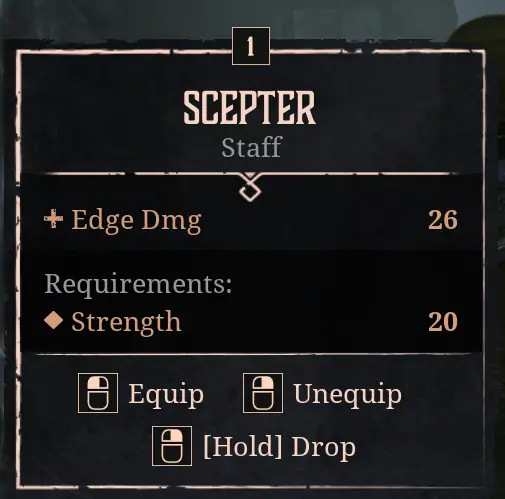 1
SCEPTER
Staff
Edge Dmg 26
Requirements:
Strength 20
Equip Unequip
[Hold] Drop